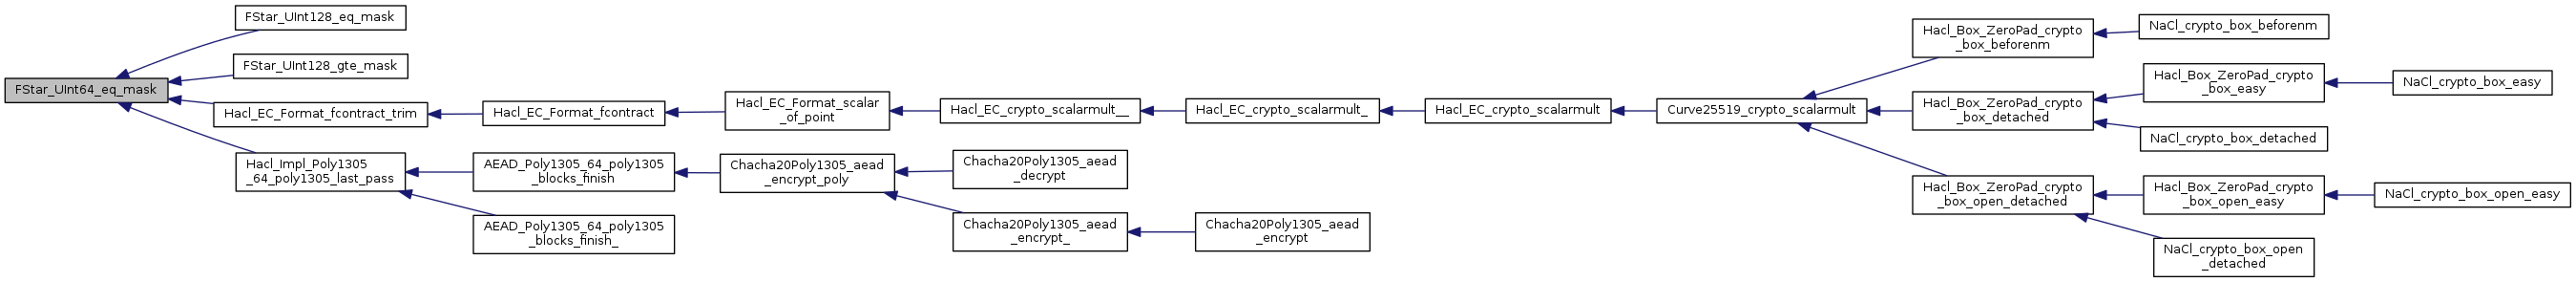 FStar_UInt64_eq_mask
FStar_UInt128_eq_mask
FStar_UInt128_gte_mask
Hacl_EC_Format_fcontract_trim
Hacl_EC_Format_fcontract
Hacl_EC_Format_scalar
_of_point
Hacl_EC_crypto_scalarmult__
Hacl_EC_crypto_scalarmult_
Hacl_EC_crypto_scalarmult
Curve25519_crypto_scalarmult
Hacl_Box_ZeroPad_crypto
_box_beforenm
NaCl_crypto_box_beforenm
Hacl_Box_ZeroPad_crypto
_box_detached
Hacl_Box_ZeroPad_crypto
_box_easy
NaCl_crypto_box_easy
NaCl_crypto_box_detached
Hacl_Box_ZeroPad_crypto
_box_open_detached
Hacl_Box_ZeroPad_crypto
_box_open_easy
NaCl_crypto_box_open_easy
NaCl_crypto_box_open
_detached
Hacl_Impl_Poly1305
_64_poly1305_last_pass
AEAD_Poly1305_64_poly1305
_blocks_finish
Chacha20Poly1305_aead
_encrypt_poly
Chacha20Poly1305_aead
_decrypt
Chacha20Poly1305_aead
_encrypt_
Chacha20Poly1305_aead
_encrypt
AEAD_Poly1305_64_poly1305
_blocks_finish_